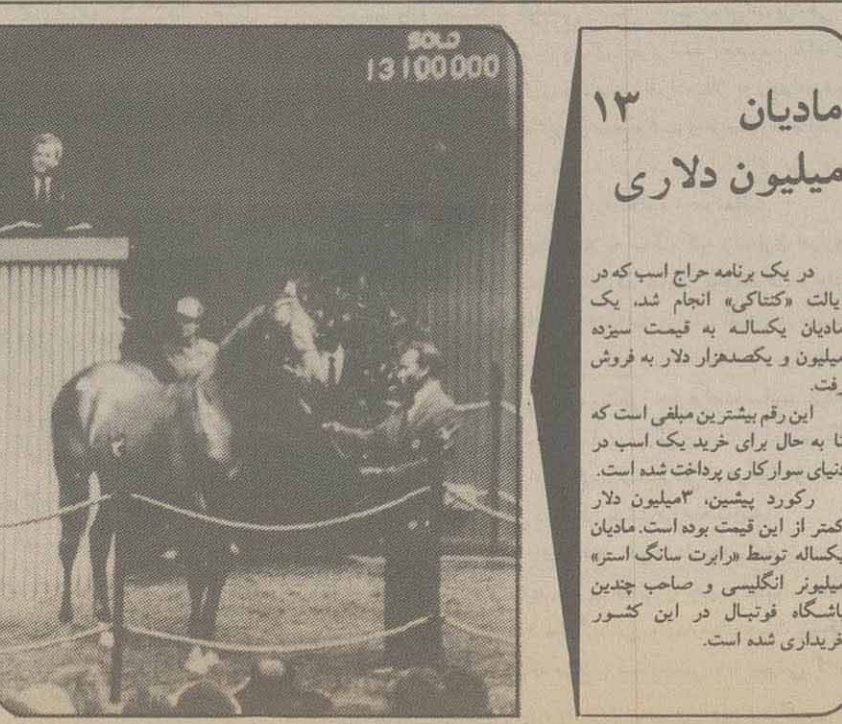 SOLD
13100000
مادیان ۱۳
میلیون دلاری
در یک برنامه حراج اسب که در
ایالت «کنتاکی» انجام شد، یک
مادیان یکساله به قیمت سیزده
میلیون و یکصدهزار دلار به فروش
رفت.
این رقم بیشترین مبلغی است که
تا به حال برای خرید یک اسب در
دنیای سوارکاری پرداخت شده است.
رکورد پیشین، ۳میلیون دلار
کمتر از این قیمت بوده است. مادیان
یکساله توسط «رابرت سانگ استر»
میلیونر انگلیسی و صاحب چندین
باشگاه فوتبال در این کشور
خریداری شده است.